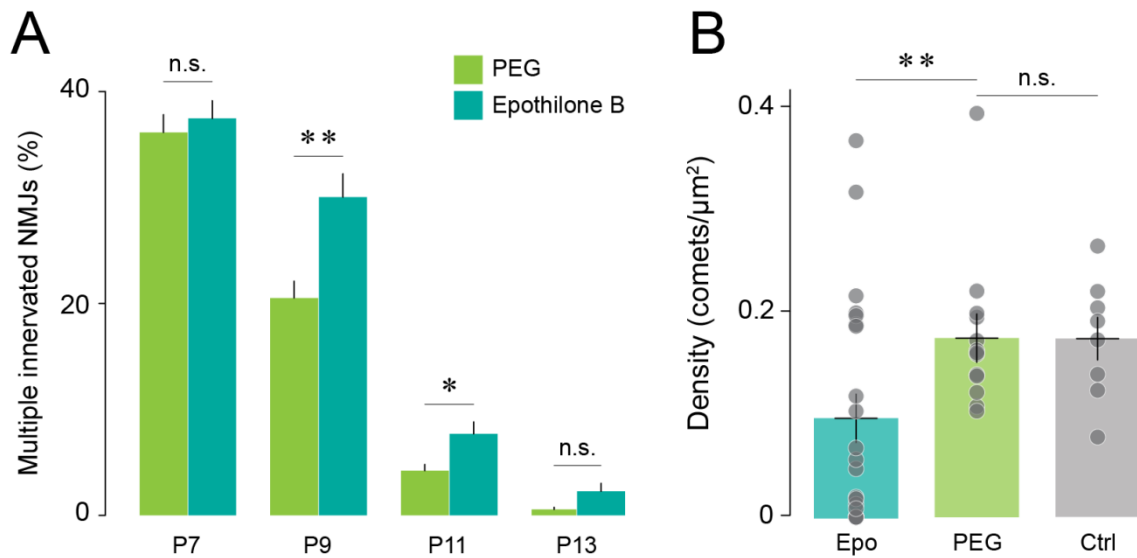 A
Multiple innervated NMJs (%)
40
20
0
n.s.
**
*
n.s.
PEG
Epothilone B
P7
P9
P11
P13
B
Density (comets/µm²)
0.4
0.2
0
**
n.s.
Epo
PEG
Ctrl